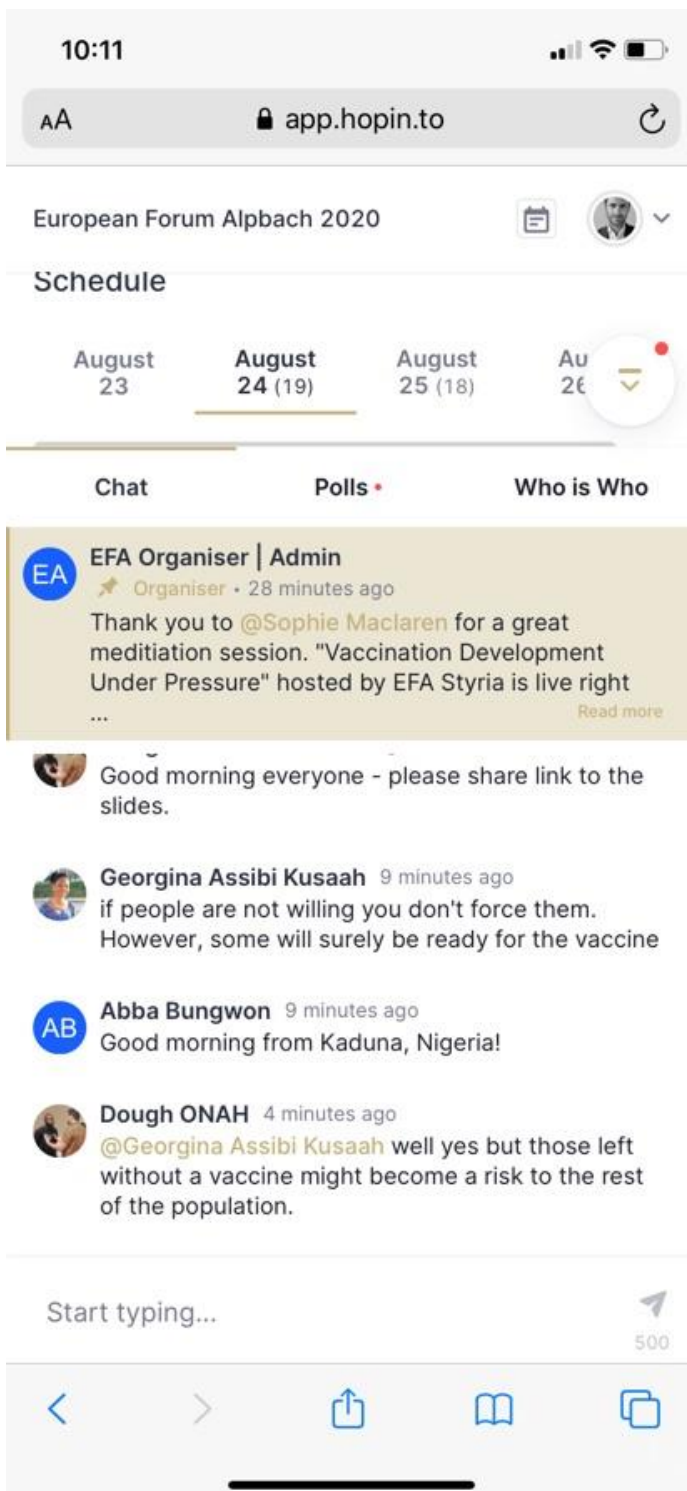 10:11
AA app.hopin.to
European Forum Alpbach 2020
Schedule
August August August Au
23 24 (19) 25 (18) 26
Chat Polls • Who is Who
EA
EFA Organiser | Admin
Organiser • 28 minutes ago
Thank you to @Sophie Maclaren for a great
meditiation session. "Vaccination Development
Under Pressure" hosted by EFA Styria is live right
... Read more
Good morning everyone - please share link to the
slides.
Georgina Assibi Kusaah 9 minutes ago
if people are not willing you don't force them.
However, some will surely be ready for the vaccine
AB
Abba Bungwon 9 minutes ago
Good morning from Kaduna, Nigeria!
Dough ONAH 4 minutes ago
@Georgina Assibi Kusaah well yes but those left
without a vaccine might become a risk to the rest
of the population.
Start typing...
500